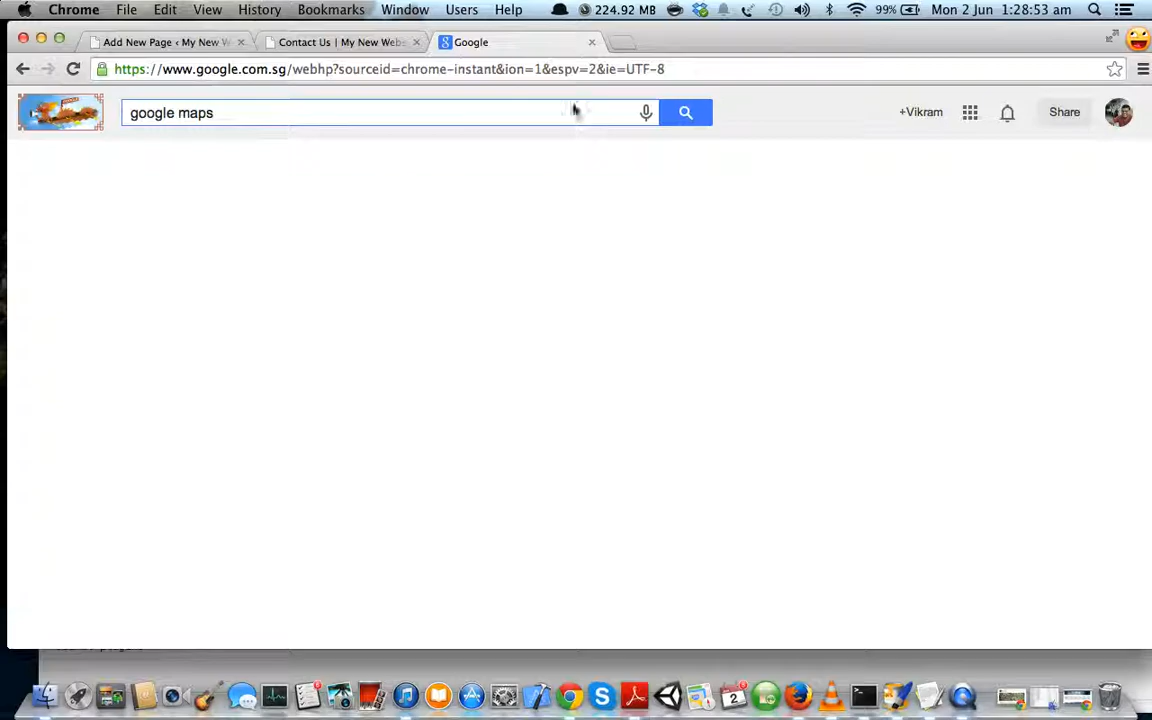 Chrome File Edit View History Bookmarks Window Users Help 224.92 MB 99% Mon 2 Jun 1:28:53 am
Add New Page ‹ My New W Contact Us | My New Webs Google
https://www.google.com.sg/webhp?sourceid=chrome-instant&ion=1&espv=2&ie=UTF-8
google maps +Vikram Share